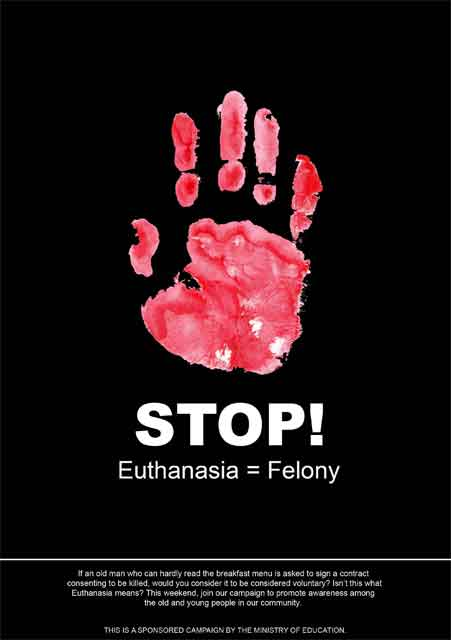 STOP!
Euthanasia = Felony
If an old man who can hardly read the breakfast menu is asked to sign a contract
consenting to be killed, would you consider it to be considered voluntary? Isn't this what
Euthanasia means? This weekend, join our campaign to promote awareness among
the old and young people in our community.
THIS IS A SPONSORED CAMPAIGN BY THE MINISTRY OF EDUCATION.